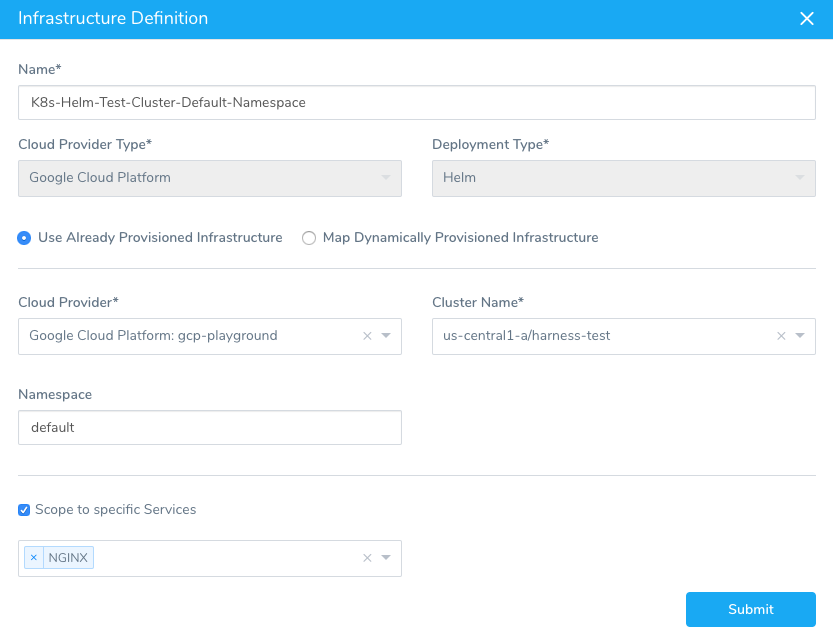 Infrastructure Definition
Name*
K8s-Helm-Test-Cluster-Default-Namespace
Cloud Provider Type* Deployment Type*
Google Cloud Platform Helm
Use Already Provisioned Infrastructure Map Dynamically Provisioned Infrastructure
Cloud Provider* Cluster Name*
Google Cloud Platform: gcp-playground us-central1-a/harness-test
Namespace
default
Scope to specific Services
NGINX
Submit